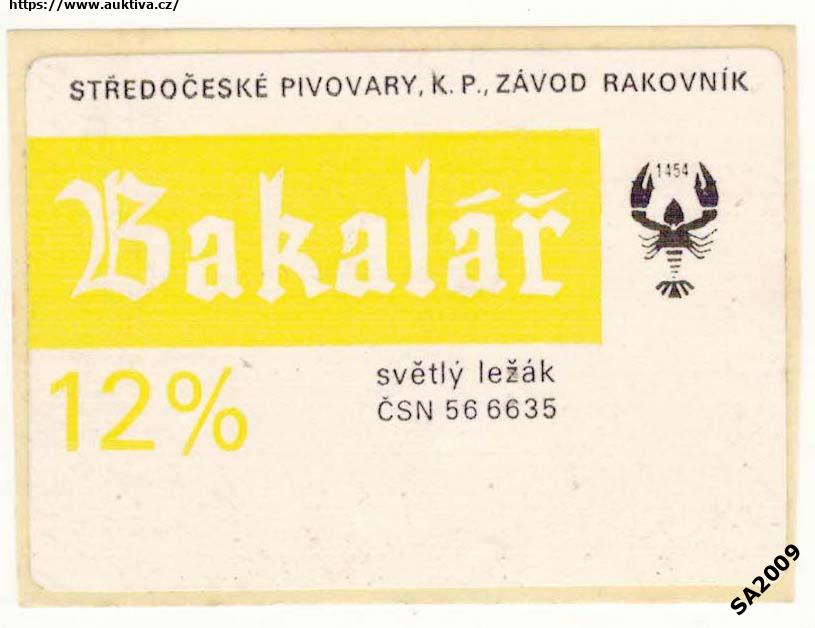 https://www.auktiva.cz/
STŘEDOČESKÉ PIVOVARY, K. P., ZÁVOD RAKOVNÍK
1454
Bakalář
12%
světlý ležák
ČSN 56 6635
SA2009